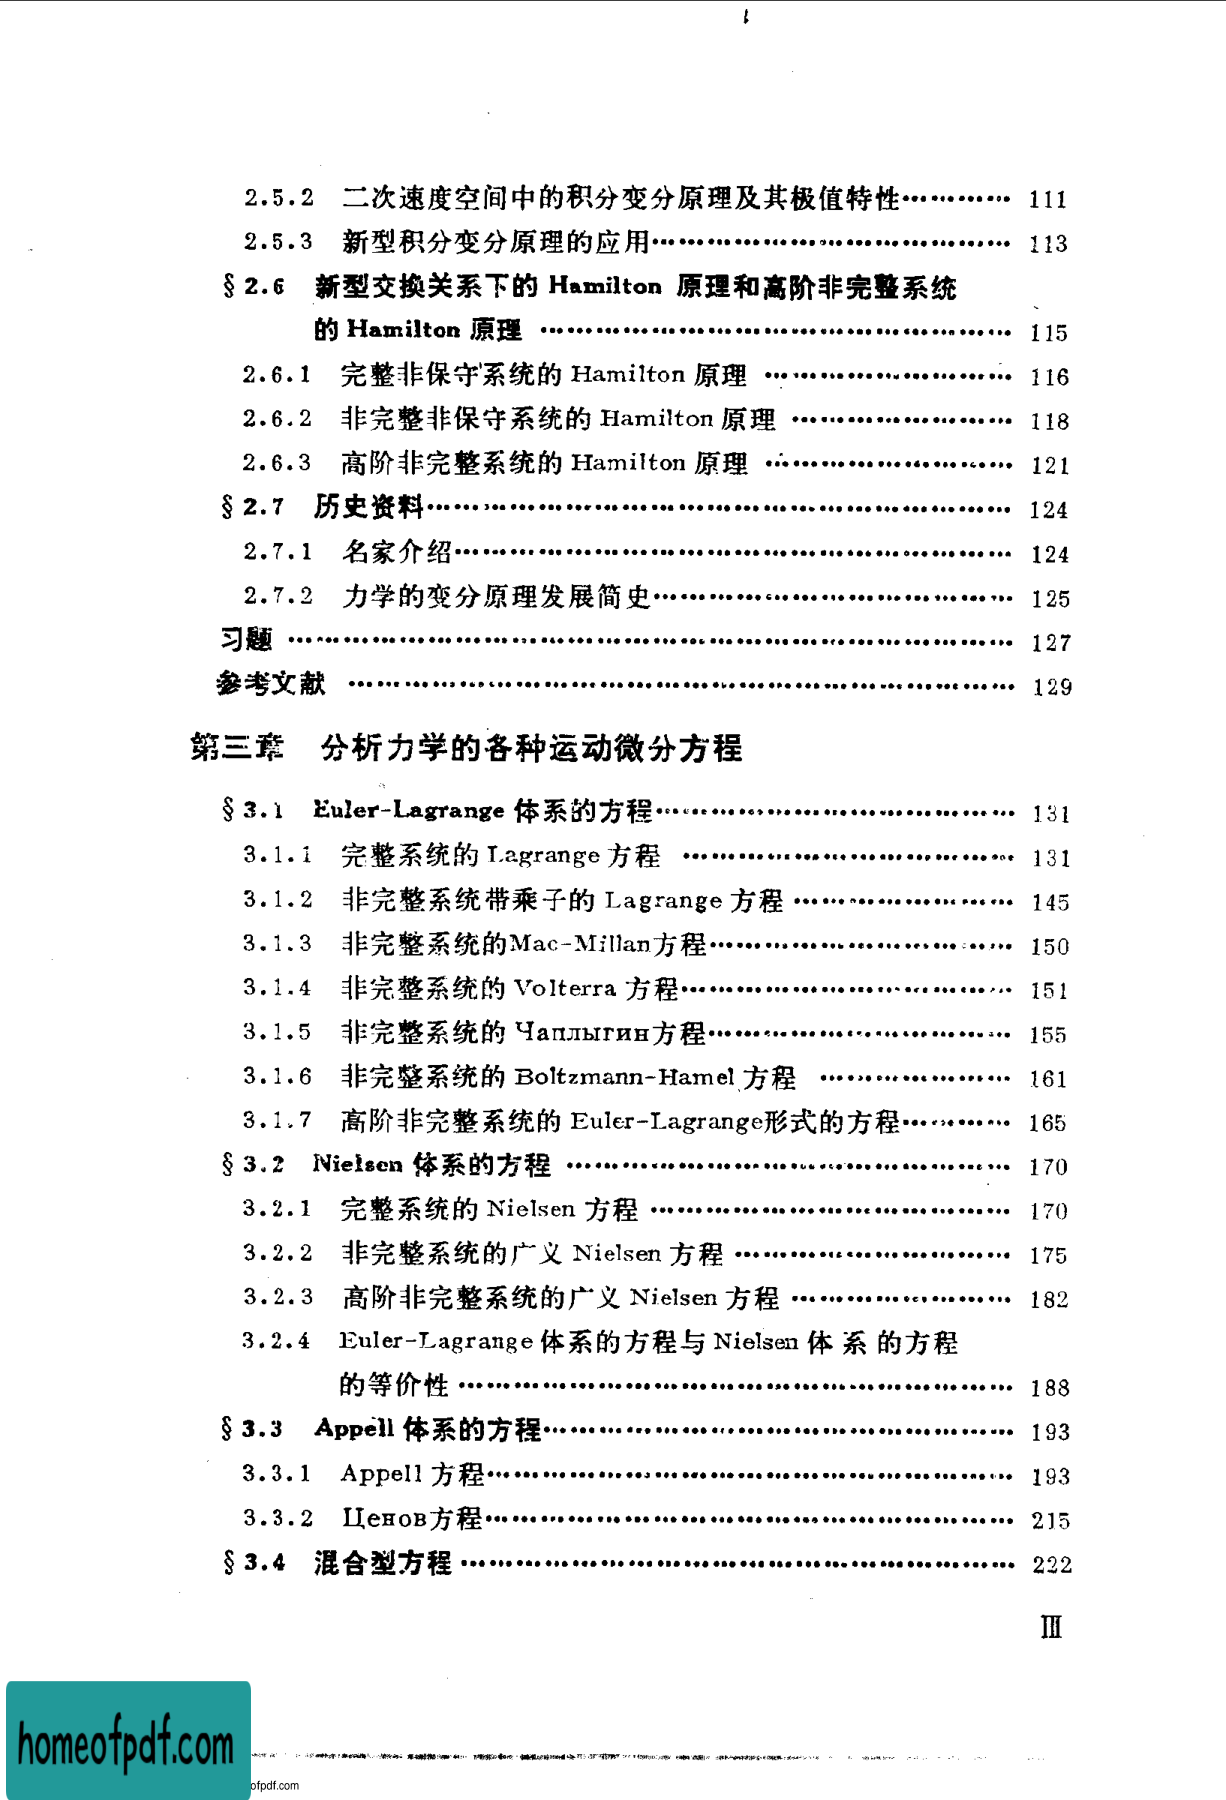 2.5.2 二次速度空间中的积分变分原理及其极值特性………… 111
2.5.3 新型积分变分原理的应用………………………………… 113
§ 2.6 新型交换关系下的 Hamilton 原理和高阶非完整系统
的 Hamilton 原理 …………………………………………… 115
2.6.1 完整非保守系统的 Hamilton 原理 ……………………… 116
2.6.2 非完整非保守系统的 Hamilton 原理 …………………… 118
2.6.3 高阶非完整系统的 Hamilton 原理 ……………………… 121
§ 2.7 历史资料……………………………………………………… 124
2.7.1 名家介绍…………………………………………………… 124
2.7.2 力学的变分原理发展简史………………………………… 125
习题 …………………………………………………………………… 127
参考文献 ……………………………………………………………… 129
第三章 分析力学的各种运动微分方程
§ 3.1 Euler-Lagrange 体系的方程………………………………… 131
3.1.1 完整系统的 Lagrange 方程 ……………………………… 131
3.1.2 非完整系统带乘子的 Lagrange 方程 …………………… 145
3.1.3 非完整系统的Mac-Millan方程…………………………… 150
3.1.4 非完整系统的 Volterra 方程……………………………… 151
3.1.5 非完整系统的 Чаплыгин方程…………………………… 155
3.1.6 非完整系统的 Boltzmann-Hamel 方程 ………………… 161
3.1.7 高阶非完整系统的 Euler-Lagrange形式的方程………… 165
§ 3.2 Nielsen 体系的方程 ………………………………………… 170
3.2.1 完整系统的 Nielsen 方程 ………………………………… 170
3.2.2 非完整系统的广义 Nielsen 方程 ………………………… 175
3.2.3 高阶非完整系统的广义 Nielsen 方程 …………………… 182
3.2.4 Euler-Lagrange 体系的方程与 Nielsen 体 系 的方程
的等价性 …………………………………………………… 188
§ 3.3 Appell 体系的方程…………………………………………… 193
3.3.1 Appell 方程………………………………………………… 193
3.3.2 Ценов方程………………………………………………… 215
§ 3.4 混合型方程 …………………………………………………… 222
III
homeofpdf.com
ofpdf.com